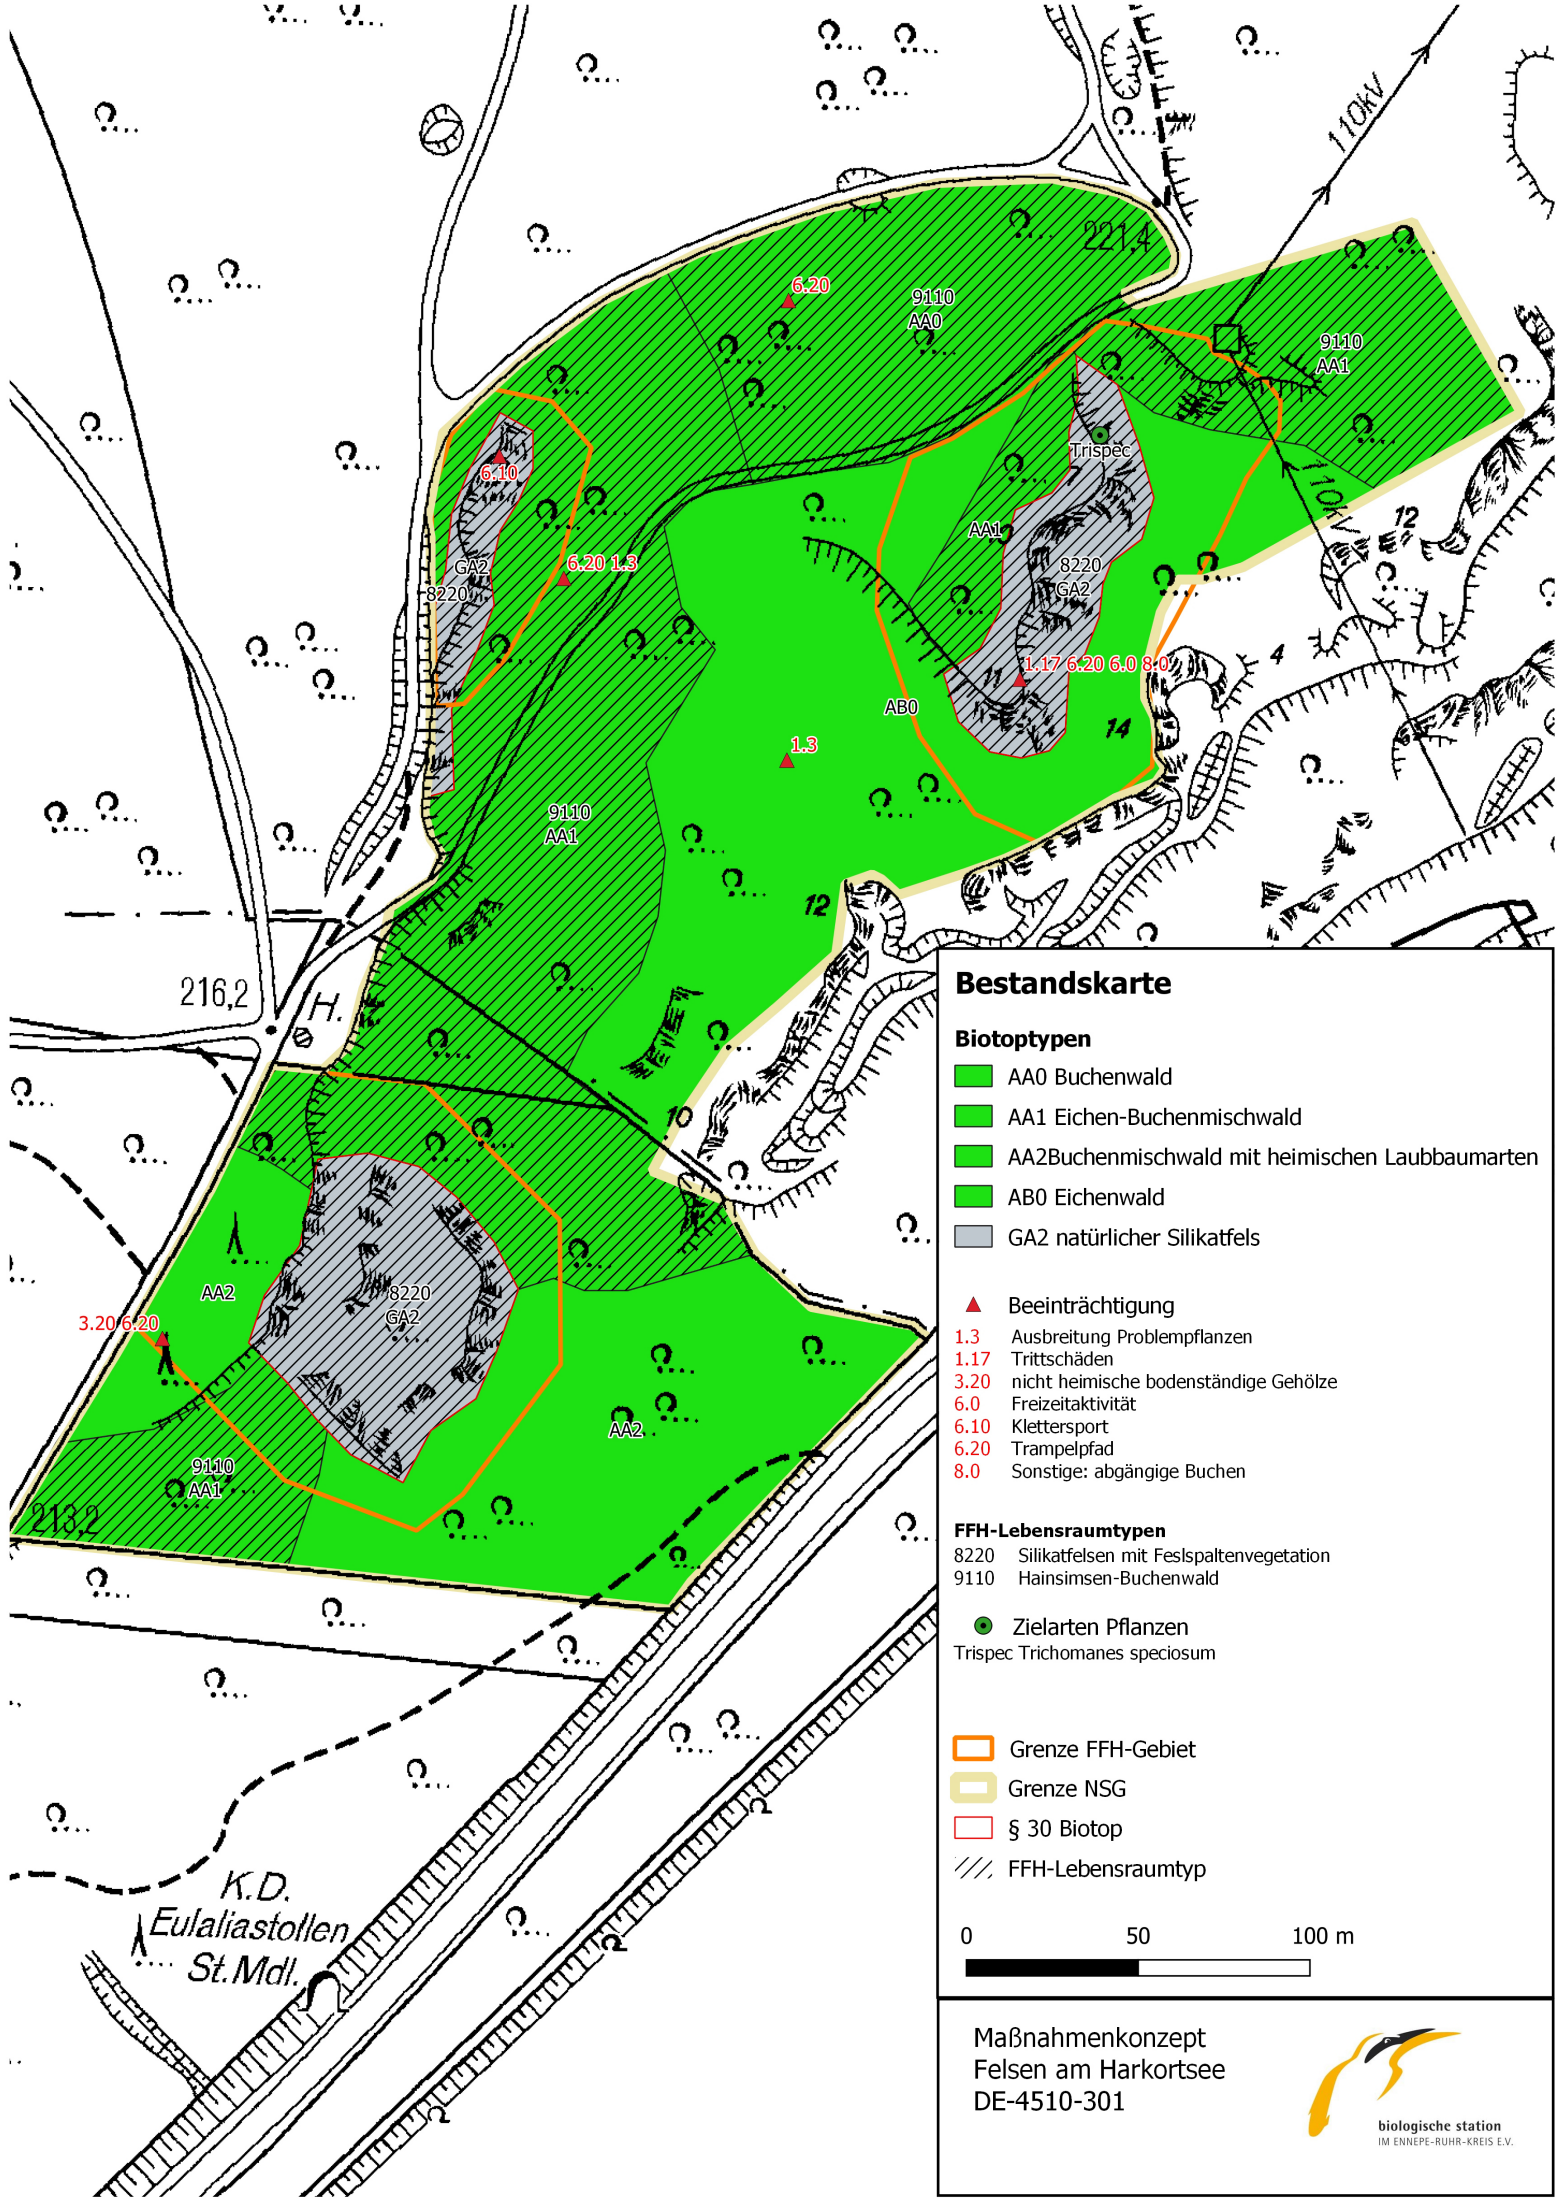 110kV
221,4
6.20
9110
AA0
9110
AA1
Trispec
6.10
110kV
12
AA1
GA2
6.20 1.3
8220
8220
GA2
1.17 6.20 6.0 8.0
4
11
AB0
14
1.3
9110
AA1
12
216,2
H.
10
AA2
8220
GA2
3.20 6.20
AA2
9110
AA1
213,2
K.D.
Eulaliastollen
St.Mdl.
Bestandskarte
Biotoptypen
AA0 Buchenwald
AA1 Eichen-Buchenmischwald
AA2Buchenmischwald mit heimischen Laubbaumarten
AB0 Eichenwald
GA2 natürlicher Silikatfels
Beeinträchtigung
1.3 Ausbreitung Problempflanzen
1.17 Trittschäden
3.20 nicht heimische bodenständige Gehölze
6.0 Freizeitaktivität
6.10 Klettersport
6.20 Trampelpfad
8.0 Sonstige: abgängige Buchen
FFH-Lebensraumtypen
8220 Silikatfelsen mit Feslspaltenvegetation
9110 Hainsimsen-Buchenwald
Zielarten Pflanzen
Trispec Trichomanes speciosum
Grenze FFH-Gebiet
Grenze NSG
§ 30 Biotop
FFH-Lebensraumtyp
0 50 100 m
Maßnahmenkonzept
Felsen am Harkortsee
DE-4510-301
biologische station
IM ENNEPE-RUHR-KREIS E.V.